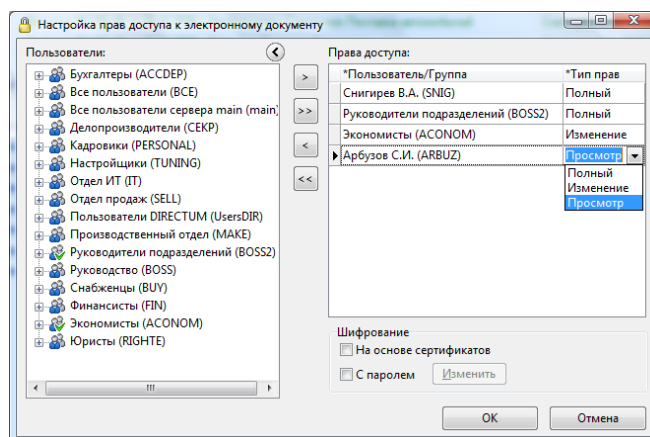 Настройка прав доступа к электронному документу
Пользователи:
Бухгалтеры (ACCDEP)
Все пользователи (ВСЕ)
Все пользователи сервера main (main)
Делопроизводители (СЕКР)
Кадровики (PERSONAL)
Настройщики (TUNING)
Отдел ИТ (IT)
Отдел продаж (SELL)
Пользователи DIRECTUM (UsersDIR)
Производственный отдел (MAKE)
Руководители подразделений (BOSS2)
Руководство (BOSS)
Снабженцы (BUY)
Финансисты (FIN)
Экономисты (ACONOM)
Юристы (RIGHTE)
>
>>
<
<<
Права доступа:
*Пользователь/Группа *Тип прав
Снигирев В.А. (SNIG) Полный
Руководители подразделений (BOSS2) Полный
Экономисты (ACONOM) Изменение
Арбузов С.И. (ARBUZ) Просмотр
Полный
Изменение
Просмотр
Шифрование
На основе сертификатов
С паролем Изменить
ОК Отмена